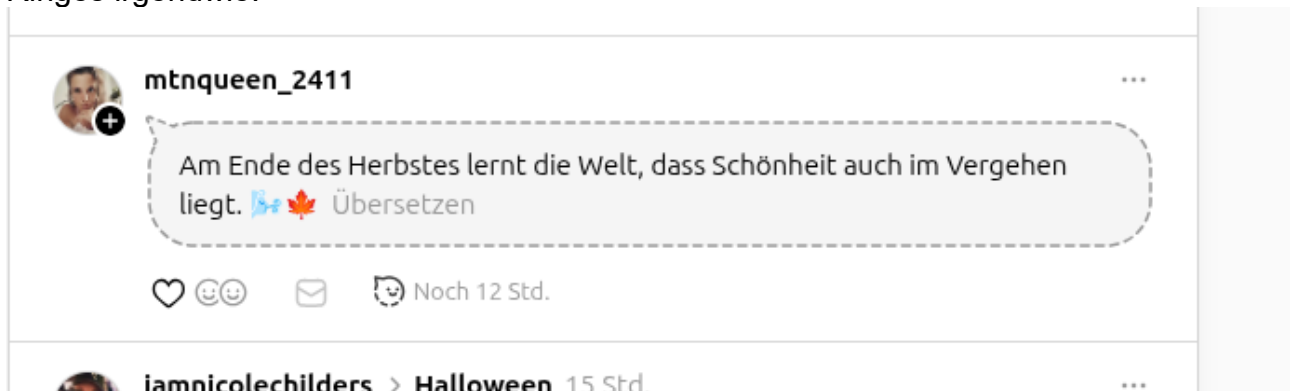 mtnqueen_2411
Am Ende des Herbstes lernt die Welt, dass Schönheit auch im Vergehen
liegt. 🌬️🍁 Übersetzen
Noch 12 Std.
iamnicolechilders > Halloween 15 Std.